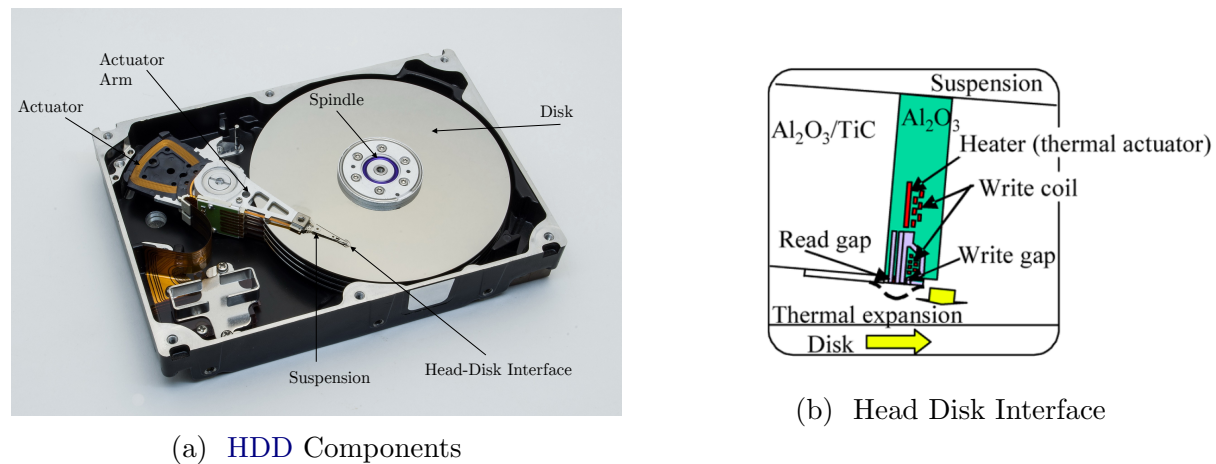 Actuator
Arm
Actuator
Spindle
Disk
Suspension
Head-Disk Interface
(a) HDD Components
Suspension
Al₂O₃/TiC
Al₂O₃
Heater (thermal actuator)
Write coil
Read gap
Write gap
Thermal expansion
Disk
(b) Head Disk Interface